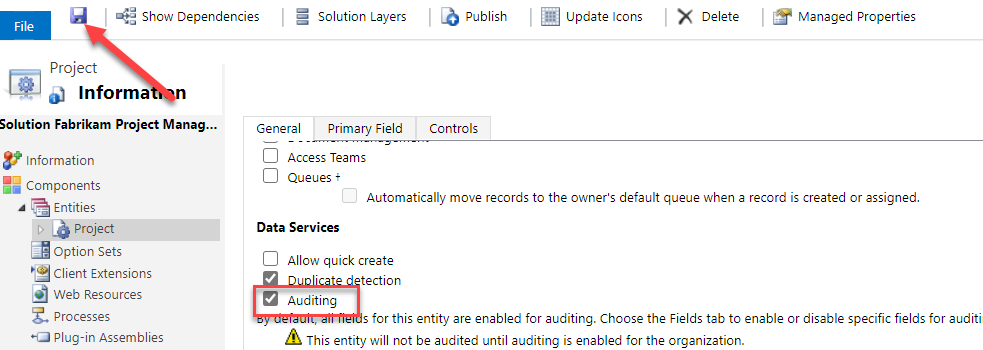 File
Show Dependencies
Solution Layers
Publish
Update Icons
Delete
Managed Properties
Project
Information
Solution Fabrikam Project Manag...
Information
Components
Entities
Project
Option Sets
Client Extensions
Web Resources
Processes
Plug-in Assemblies
General
Primary Field
Controls
Document management
Access Teams
Queues †
Automatically move records to the owner's default queue when a record is created or assigned.
Data Services
Allow quick create
Duplicate detection
Auditing
By default, all fields for this entity are enabled for auditing. Choose the Fields tab to enable or disable specific fields for auditi
This entity will not be audited until auditing is enabled for the organization.